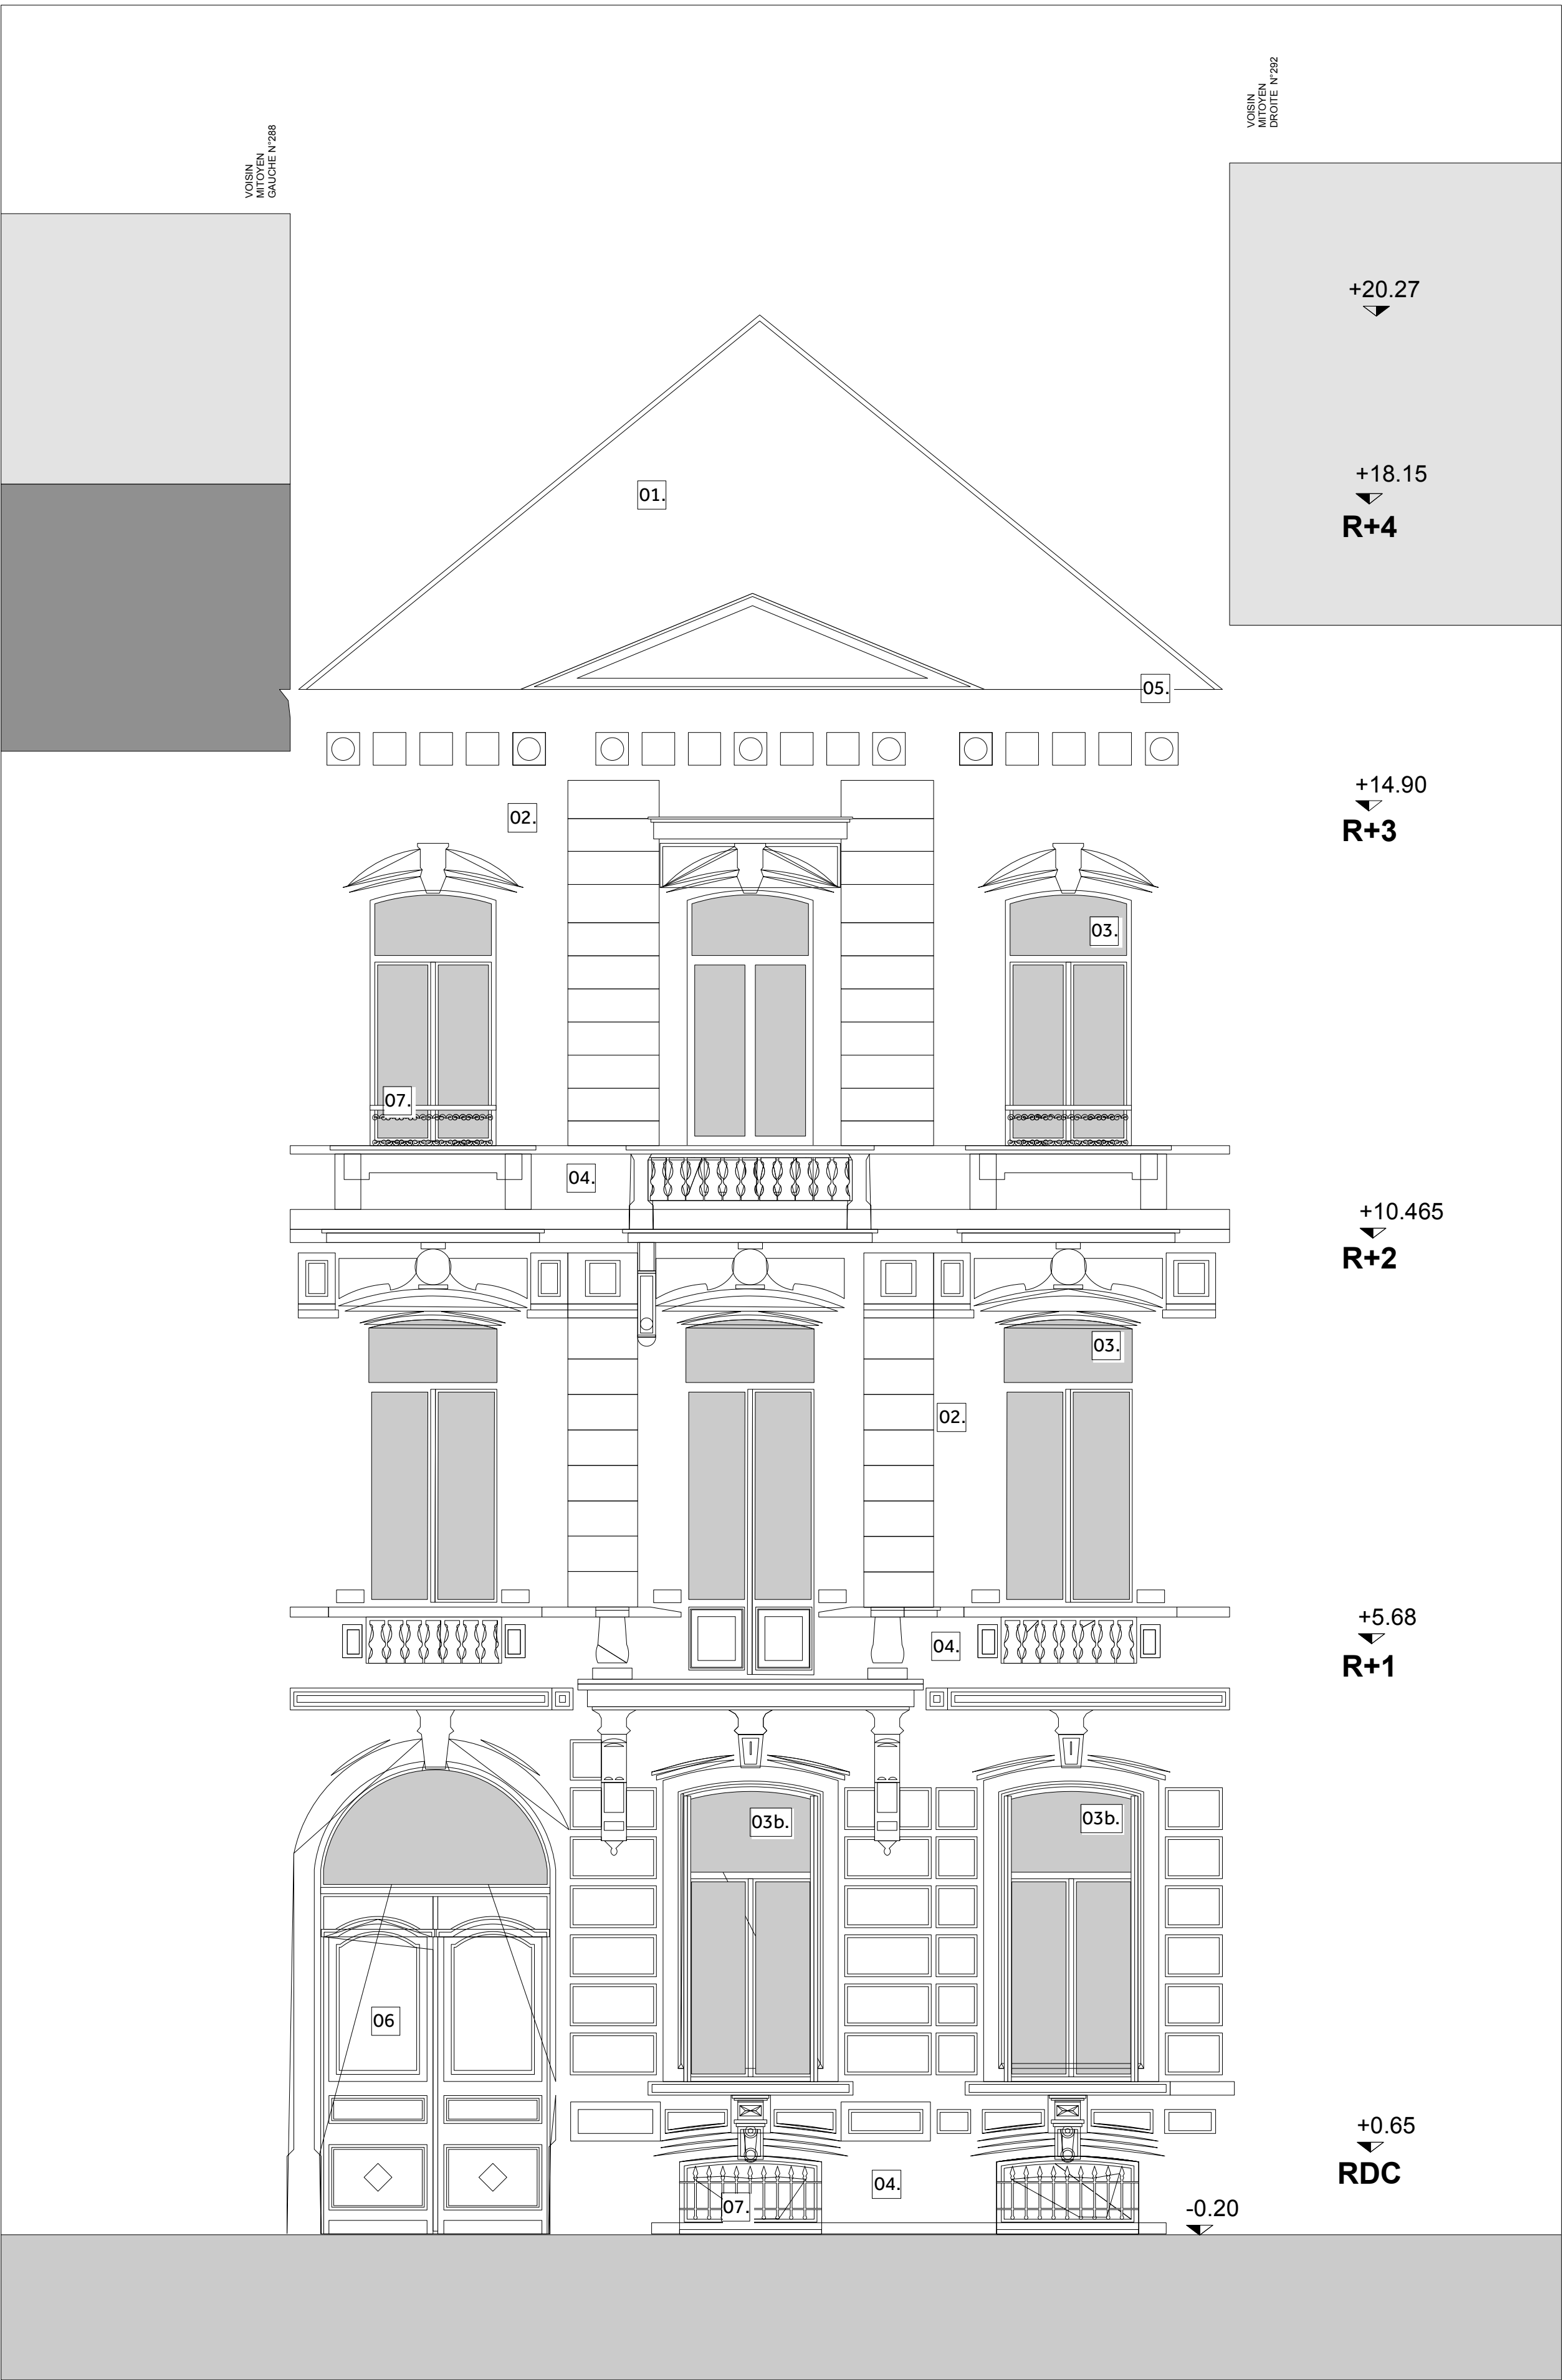 VOISIN
MITOYEN
DROITE N°292
VOISIN
MITOYEN
GAUCHE N°288
+20.27
+18.15
R+4
01.
05.
+14.90
R+3
02.
03.
07.
04.
+10.465
R+2
03.
02.
+5.68
R+1
04.
03b.
03b.
06
+0.65
RDC
04.
07.
-0.20